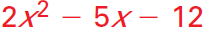 2x² − 5x − 12